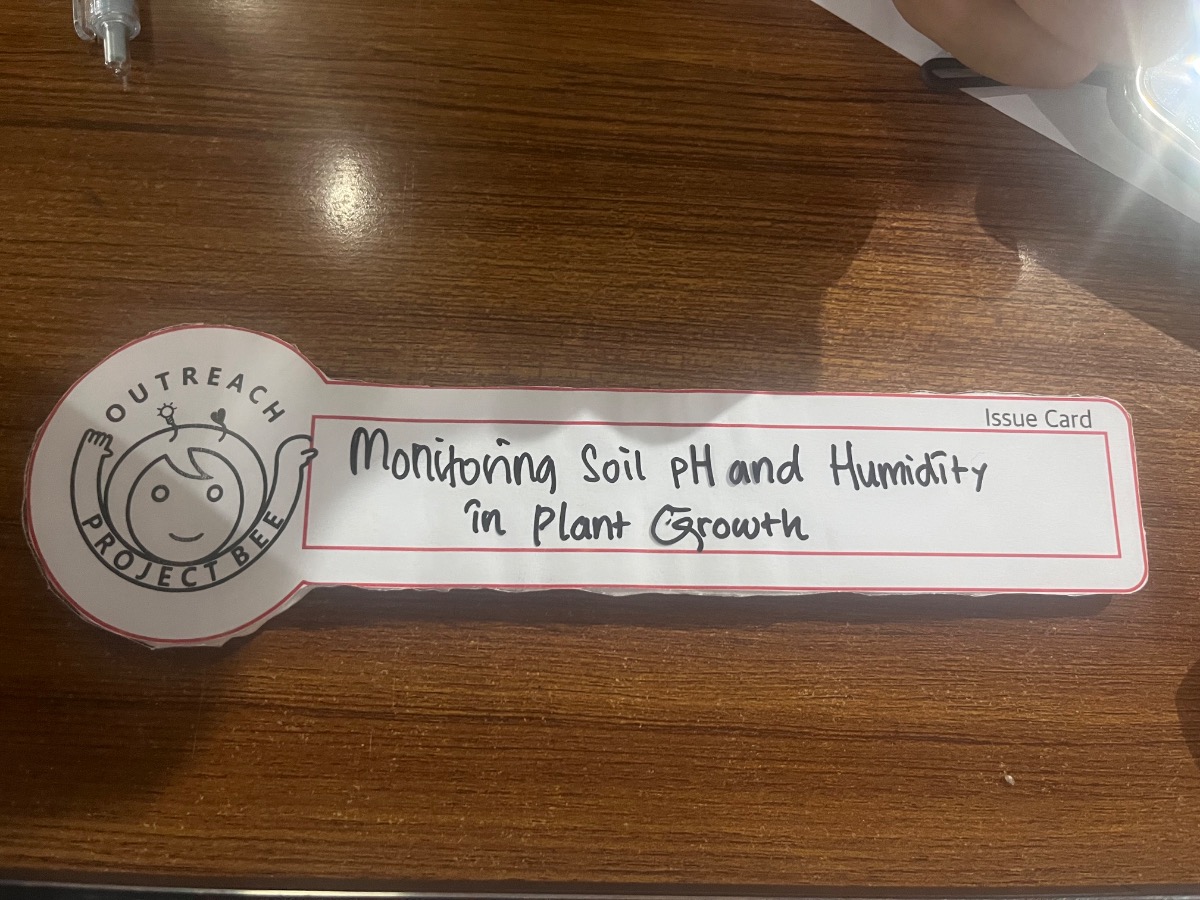 OUTREACH
PROJECT BEE
Issue Card
Monitoring Soil pH and Humidity
in Plant Growth